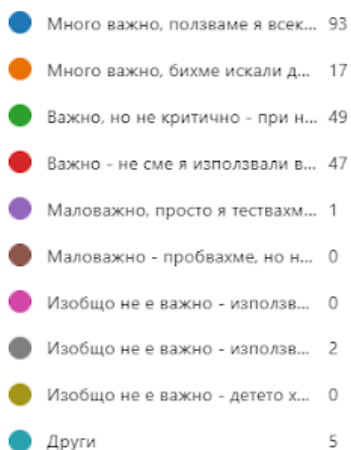 Много важно, ползваме я всек... 93
Много важно, бихме искали д... 17
Важно, но не критично - при н... 49
Важно - не сме я използвали в... 47
Маловажно, просто я тествахм... 1
Маловажно - пробвахме, но н... 0
Изобщо не е важно - използв... 0
Изобщо не е важно - използв... 2
Изобщо не е важно - детето х... 0
Други 5